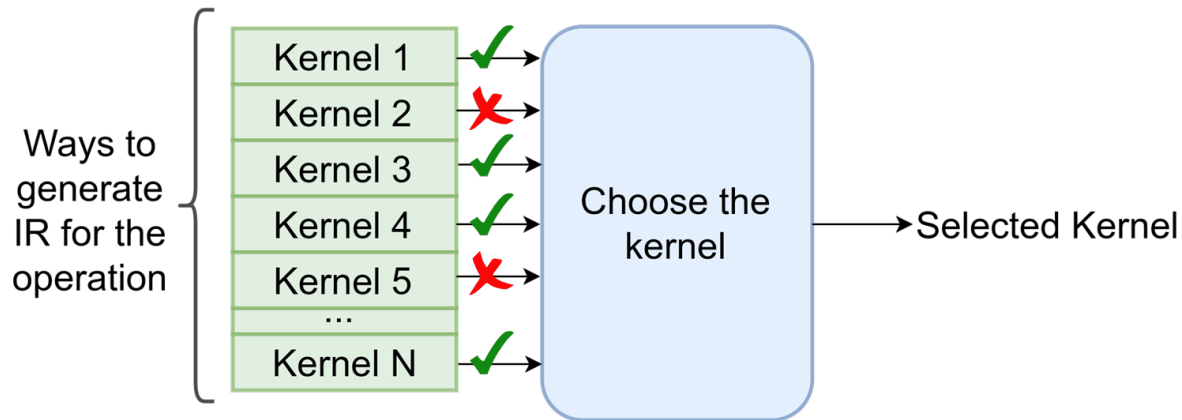 Ways to
generate
IR for the
operation
Kernel 1
Kernel 2
Kernel 3
Kernel 4
Kernel 5
...
Kernel N
Choose the
kernel
Selected Kernel